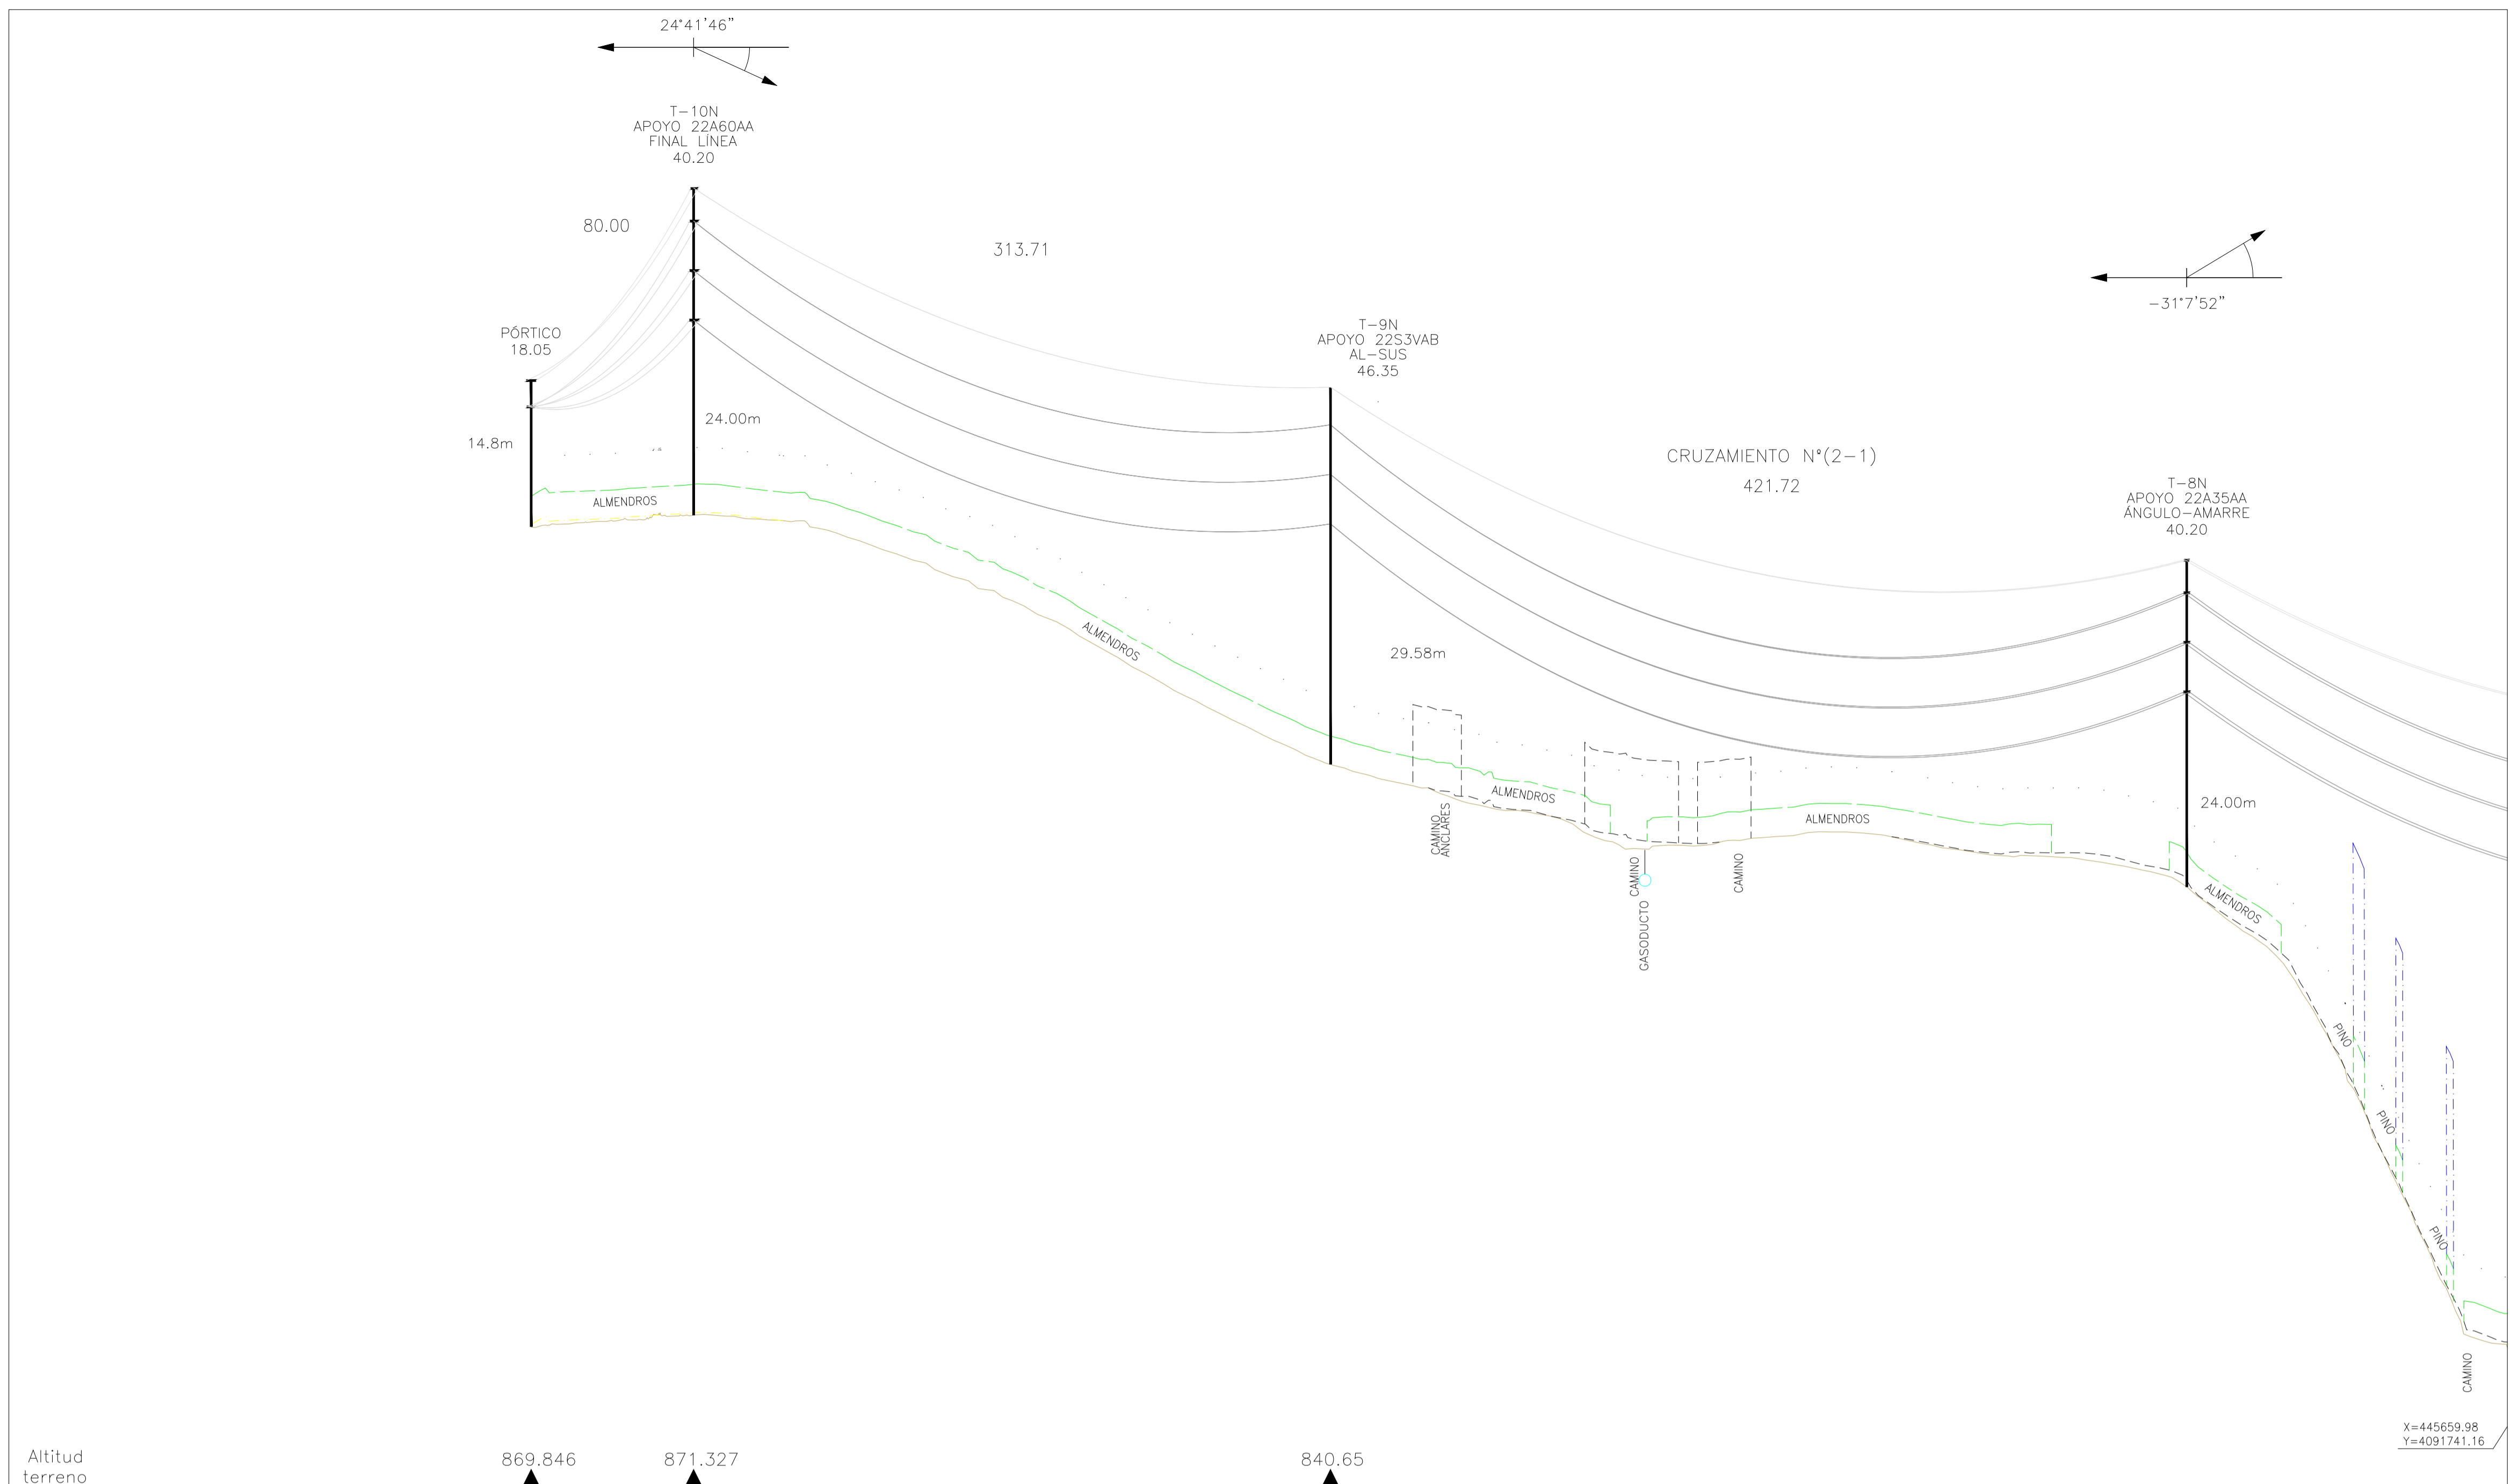 24°41'46"
T-10N
APOYO 22A60AA
FINAL LÍNEA
40.20
80.00
313.71
-31°7'52"
PÓRTICO
18.05
T-9N
APOYO 22S3VAB
AL-SUS
46.35
14.8m
24.00m
CRUZAMIENTO Nº(2-1)
421.72
T-8N
APOYO 22A35AA
ÁNGULO-AMARRE
40.20
ALMENDROS
ALMENDROS
29.58m
ALMENDROS
CAMINO
ANCLARES
ALMENDROS
24.00m
CAMINO
GASODUCTO
CAMINO
ALMENDROS
PINO
PINO
PINO
CAMINO
X=445659.98
Y=4091741.16
Altitud
terreno
869.846
871.327
840.65